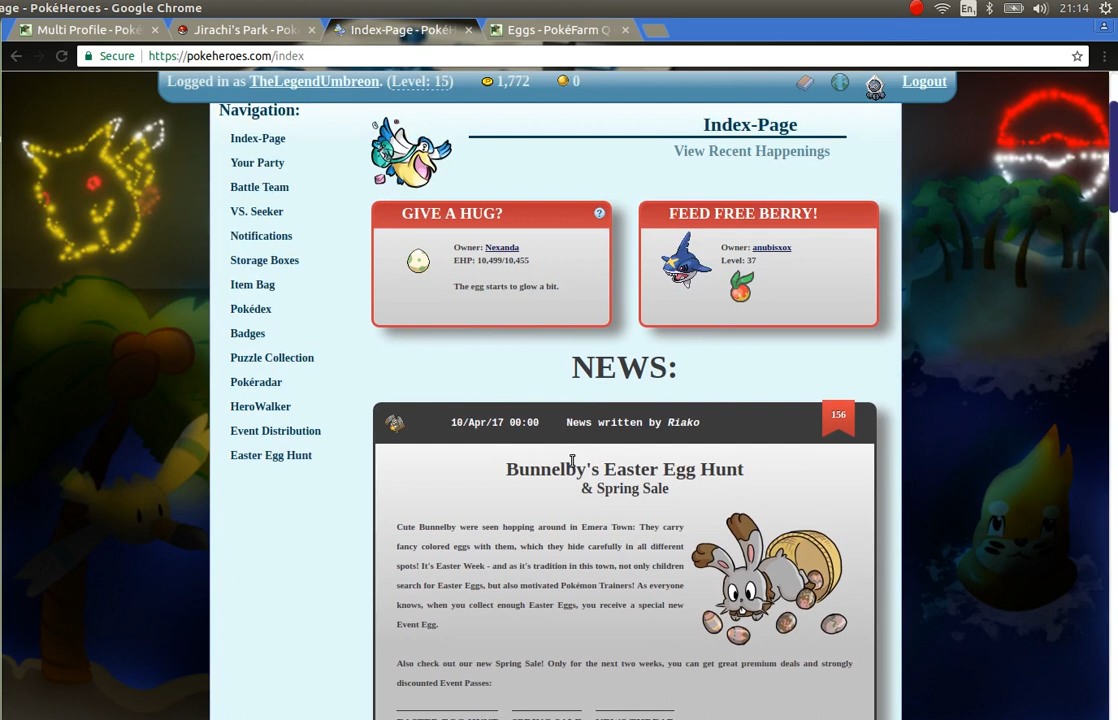 age - PokéHeroes - Google Chrome
En
21:14
Multi Profile - Poké
Jirachi's Park - Pok
Index-Page - PokéH
Eggs - PokéFarm Q
Secure
https://pokeheroes.com/index
Logged in as TheLegendUmbreon. (Level: 15)
1,772
0
Logout
Navigation:
Index-Page
Your Party
Battle Team
VS. Seeker
Notifications
Storage Boxes
Item Bag
Pokédex
Badges
Puzzle Collection
Pokéradar
HeroWalker
Event Distribution
Easter Egg Hunt
Index-Page
View Recent Happenings
GIVE A HUG?
?
Owner: Nexanda
EHP: 10,499/10,455
The egg starts to glow a bit.
FEED FREE BERRY!
Owner: anubisxox
Level: 37
NEWS:
10/Apr/17 00:00 News written by Riako
156
Bunnelby's Easter Egg Hunt
& Spring Sale
Cute Bunnelby were seen hopping around in Emera Town: They carry
fancy colored eggs with them, which they hide carefully in all different
spots! It's Easter Week - and as it's tradition in this town, not only children
search for Easter Eggs, but also motivated Pokémon Trainers! As everyone
knows, when you collect enough Easter Eggs, you receive a special new
Event Egg.
Also check out our new Spring Sale! Only for the next two weeks, you can get great premium deals and strongly
discounted Event Passes: